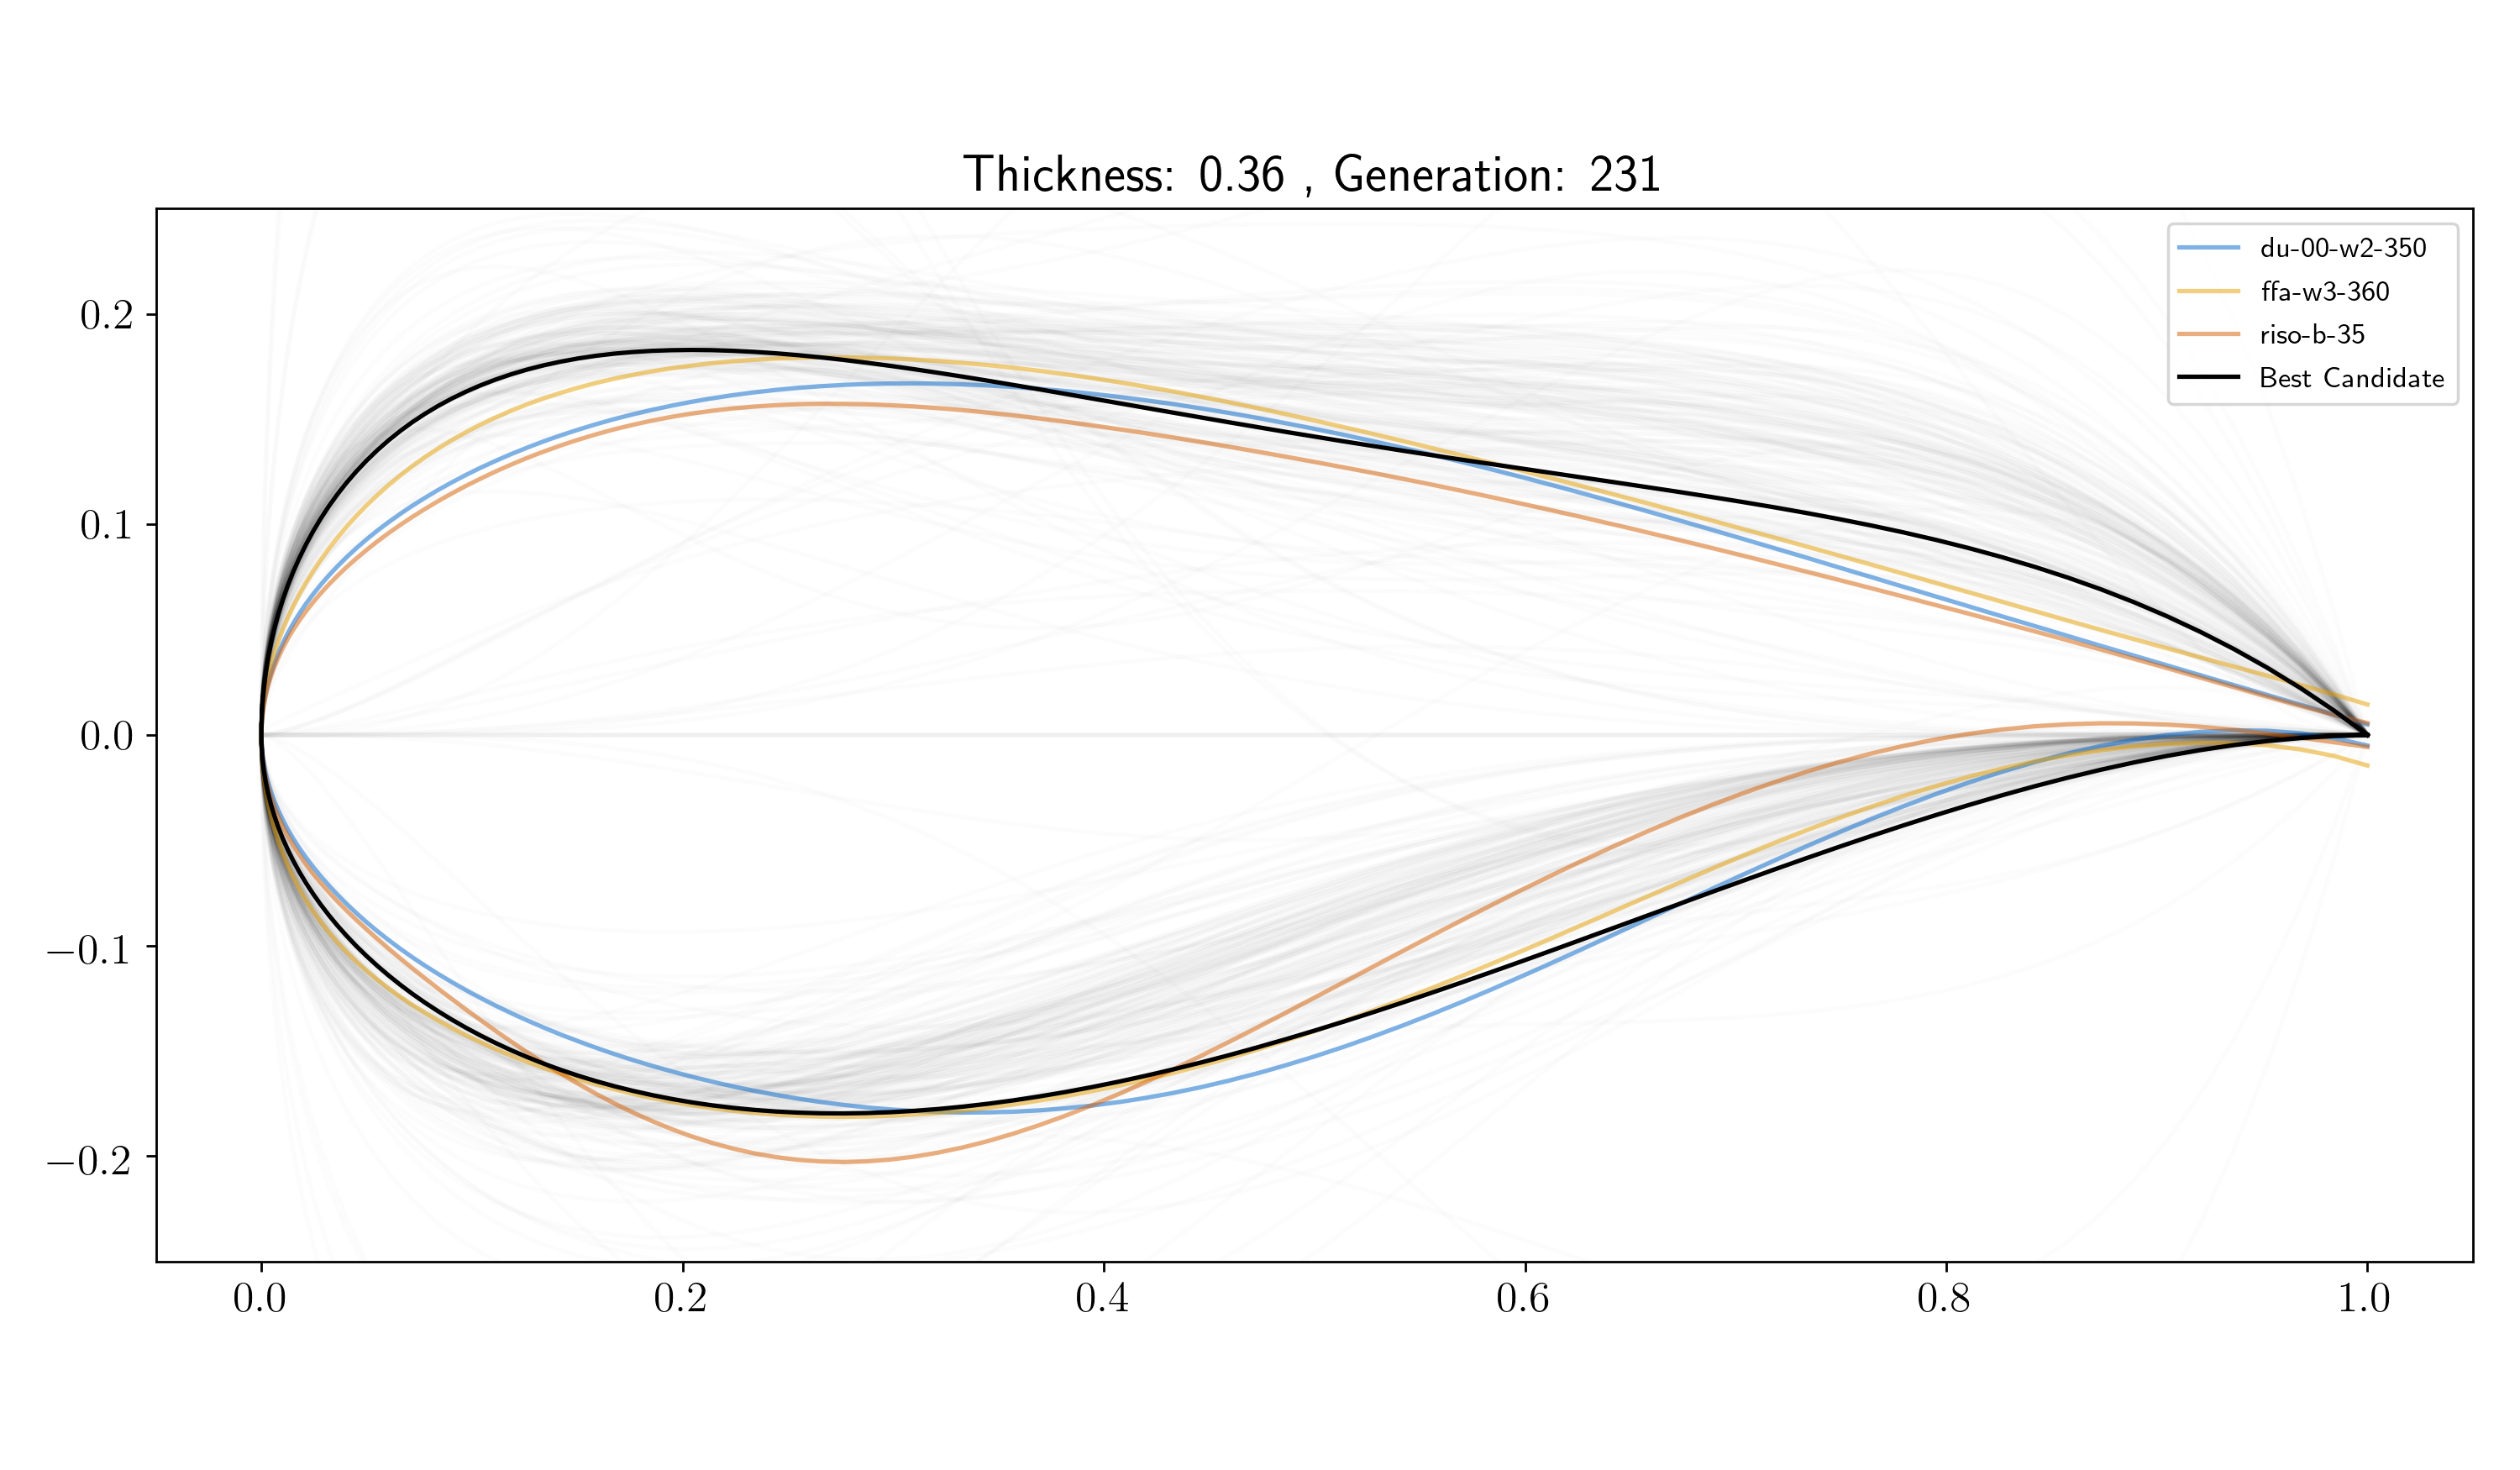 Thickness: 0.36 , Generation: 231
du-00-w2-350
ffa-w3-360
riso-b-35
Best Candidate
0.2
0.1
0.0
−0.1
−0.2
0.0 0.2 0.4 0.6 0.8 1.0